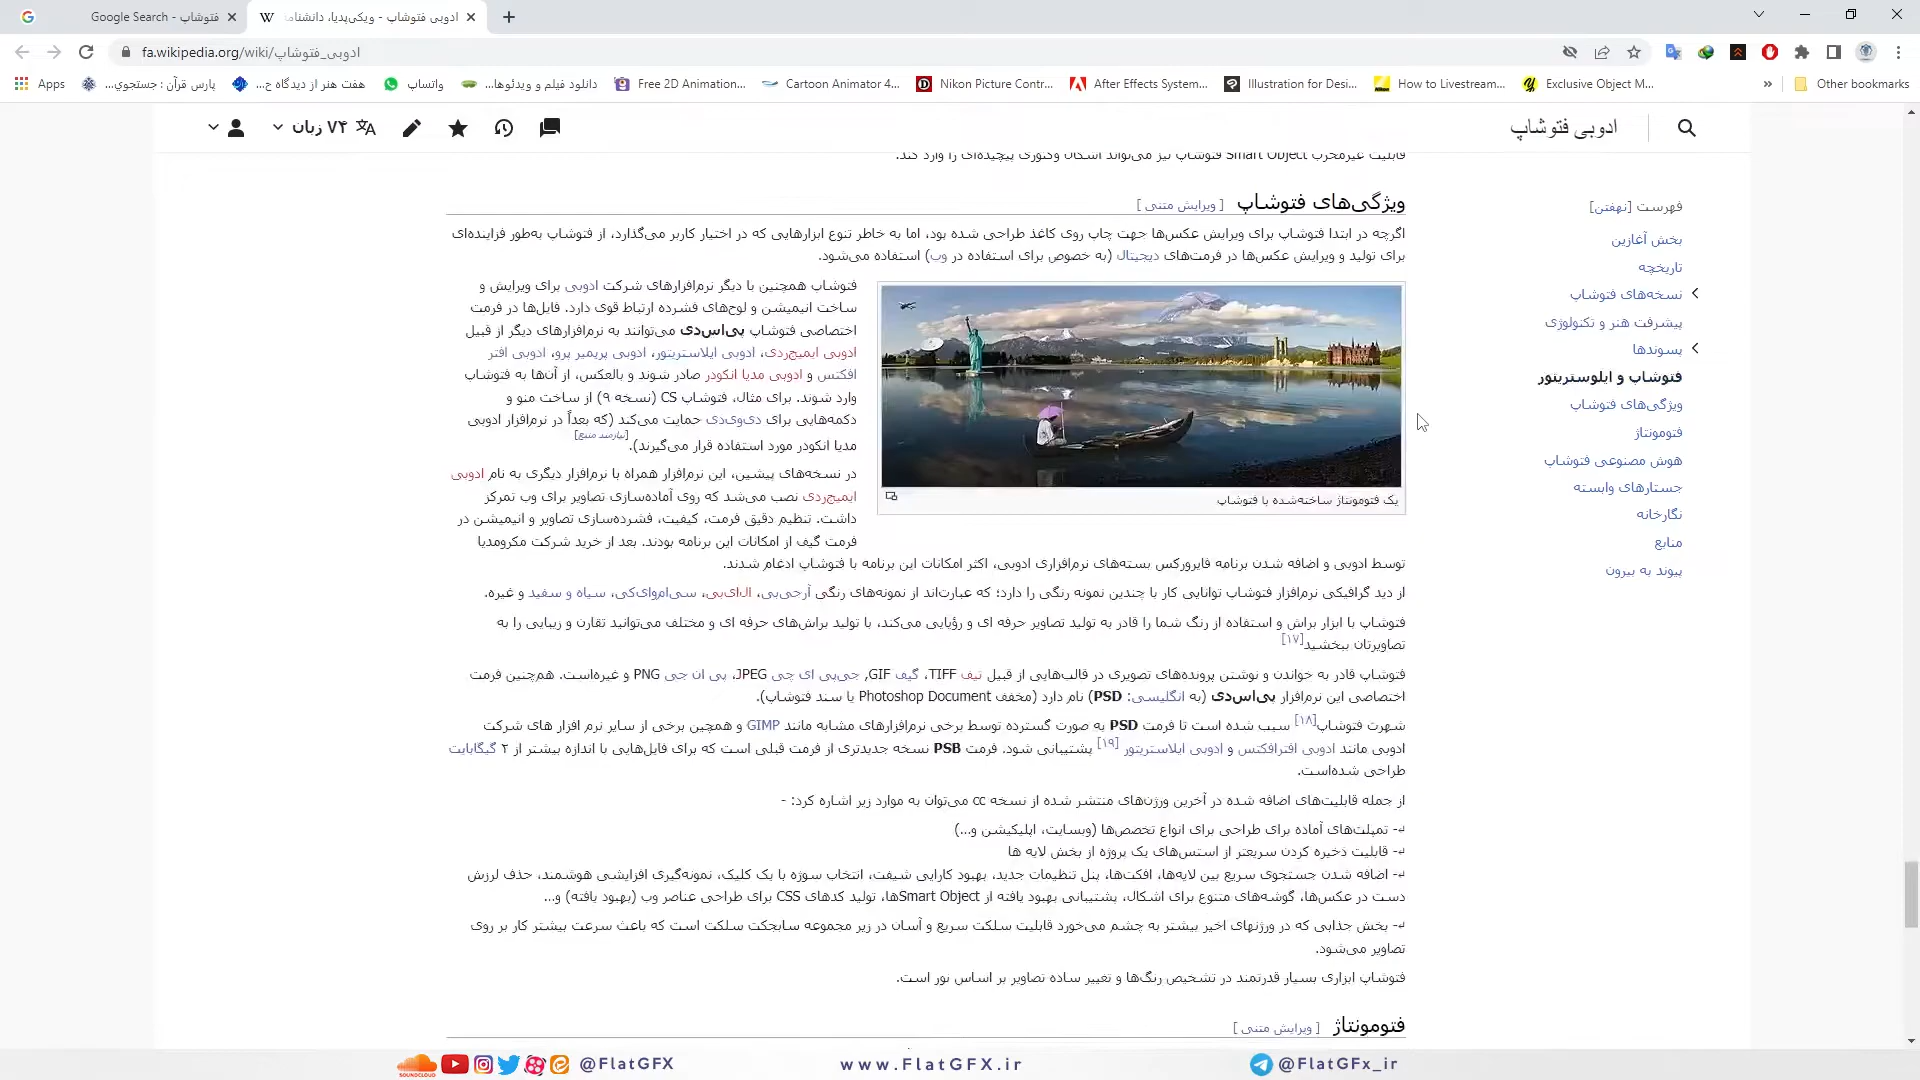 فتوشاپ - Google Search
ادوبی فتوشاپ - ویکی‌پدیا، دانشنامه
fa.wikipedia.org/wiki/ادوبی_فتوشاپ
Apps
پارس قرآن : جستجوی...
هفت هنر از دیدگاه ح...
واتساپ
دانلود فیلم و ویدئوها...
Free 2D Animation...
Cartoon Animator 4...
Nikon Picture Contr...
After Effects System...
Illustration for Desi...
How to Livestream...
Exclusive Object M...
»
Other bookmarks
ادوبی فتوشاپ
۷۴ زبان
قابلیت غیرمخرب Smart Object فتوشاپ نیز می‌تواند اشکال وکتوری پیچیده‌ای را وارد کند.
ویژگی‌های فتوشاپ [ ویرایش متنی ]
اگرچه در ابتدا فتوشاپ برای ویرایش عکس‌ها جهت چاپ روی کاغذ طراحی شده بود، اما به خاطر تنوع ابزارهایی که در اختیار کاربر می‌گذارد، از فتوشاپ به‌طور فزاینده‌ای
برای تولید و ویرایش عکس‌ها در فرمت‌های دیجیتال (به خصوص برای استفاده در وب) استفاده می‌شود.
فتوشاپ همچنین با دیگر نرم‌افزارهای شرکت ادوبی برای ویرایش و
ساخت انیمیشن و لوح‌های فشرده ارتباط قوی دارد. فایل‌ها در فرمت
اختصاصی فتوشاپ پی‌اس‌دی می‌توانند به نرم‌افزارهای دیگر از قبیل
ادوبی ایمیج‌ردی، ادوبی ایلاستریتور، ادوبی پریمیر پرو، ادوبی افتر
افکتس و ادوبی مدیا انکودر صادر شوند و بالعکس، از آن‌ها به فتوشاپ
وارد شوند. برای مثال، فتوشاپ CS (نسخه ۹) از ساخت منو و
دکمه‌هایی برای دی‌وی‌دی حمایت می‌کند (که بعداً در نرم‌افزار ادوبی
مدیا انکودر مورد استفاده قرار می‌گیرند).[نیازمند منبع]
یک فتومونتاژ ساخته‌شده با فتوشاپ
در نسخه‌های پیشین، این نرم‌افزار همراه با نرم‌افزار دیگری به نام ادوبی
ایمیج‌ردی نصب می‌شد که روی آماده‌سازی تصاویر برای وب تمرکز
داشت. تنظیم دقیق فرمت، کیفیت، فشرده‌سازی تصاویر و انیمیشن در
فرمت گیف از امکانات این برنامه بودند. بعد از خرید شرکت مکرومدیا
توسط ادوبی و اضافه شدن برنامه فایرورکس بسته‌های نرم‌افزاری ادوبی، اکثر امکانات این برنامه با فتوشاپ ادغام شدند.
از دید گرافیکی نرم‌افزار فتوشاپ توانایی کار با چندین نمونه رنگی را دارد؛ که عبارت‌اند از نمونه‌های رنگی آرجی‌بی، ال‌ای‌بی، سی‌ام‌وای‌کی، سیاه و سفید و غیره.
فتوشاپ با ابزار براش و استفاده از رنگ شما را قادر به تولید تصاویر حرفه ای و رؤیایی می‌کند، با تولید براش‌های حرفه ای و مختلف می‌توانید تقارن و زیبایی را به
تصاویرتان ببخشید[۱۷]
فتوشاپ قادر به خواندن و نوشتن پرونده‌های تصویری در قالب‌هایی از قبیل تیف TIFF، گیف GIF, جی‌پی ای جی JPEG، پی ان جی PNG و غیره‌است. هم‌چنین فرمت
اختصاصی این نرم‌افزار پی‌اس‌دی (به انگلیسی: PSD) نام دارد (مخفف Photoshop Document یا سند فتوشاپ).
شهرت فتوشاپ[۱۸] سبب شده است تا فرمت PSD به صورت گسترده توسط برخی نرم‌افزارهای مشابه مانند GIMP و همچین برخی از سایر نرم افزار های شرکت
ادوبی مانند ادوبی افترافکتس و ادوبی ایلاستریتور [۱۹] پشتیبانی شود. فرمت PSB نسخه جدیدتری از فرمت قبلی است که برای فایل‌هایی با اندازه بیشتر از ۲ گیگابایت
طراحی شده‌است.
از جمله قابلیت‌های اضافه شده در آخرین ورژن‌های منتشر شده از نسخه cc می‌توان به موارد زیر اشاره کرد: -
↵- تمپلت‌های آماده برای طراحی برای انواع تخصص‌ها (وبسایت، اپلیکیشن و...)
↵- قابلیت ذخیره کردن سریعتر از استس‌های یک پروژه از بخش لایه ها
↵- اضافه شدن جستجوی سریع بین لایه‌ها، افکت‌ها، پنل تنظیمات جدید، بهبود کارایی شیفت، انتخاب سوژه با یک کلیک، نمونه‌گیری افزایشی هوشمند، حذف لرزش
دست در عکس‌ها، گوشه‌های متنوع برای اشکال، پشتیبانی بهبود یافته از Smart Objectها، تولید کدهای CSS برای طراحی عناصر وب (بهبود یافته) و...
↵- بخش جذابی که در ورژنهای اخیر بیشتر به چشم می‌خورد قابلیت سلکت سریع و آسان در زیر مجموعه سابجکت سلکت است که باعث سرعت بیشتر کار بر روی
تصاویر می‌شود.
فتوشاپ ابزاری بسیار قدرتمند در تشخیص رنگ‌ها و تغییر ساده تصاویر بر اساس نور است.
فتومونتاژ [ ویرایش متنی ]
فهرست [نهفتن]
بخش آغازین
تاریخچه
نسخه‌های فتوشاپ
پیشرفت هنر و تکنولوژی
پسوندها
فتوشاپ و ایلوستریتور
ویژگی‌های فتوشاپ
فتومونتاژ
هوش مصنوعی فتوشاپ
جستارهای وابسته
نگارخانه
منابع
پیوند به بیرون
SOUNDCLOUD
@FlatGFX
www.FlatGFX.ir
@FlatGFx_ir